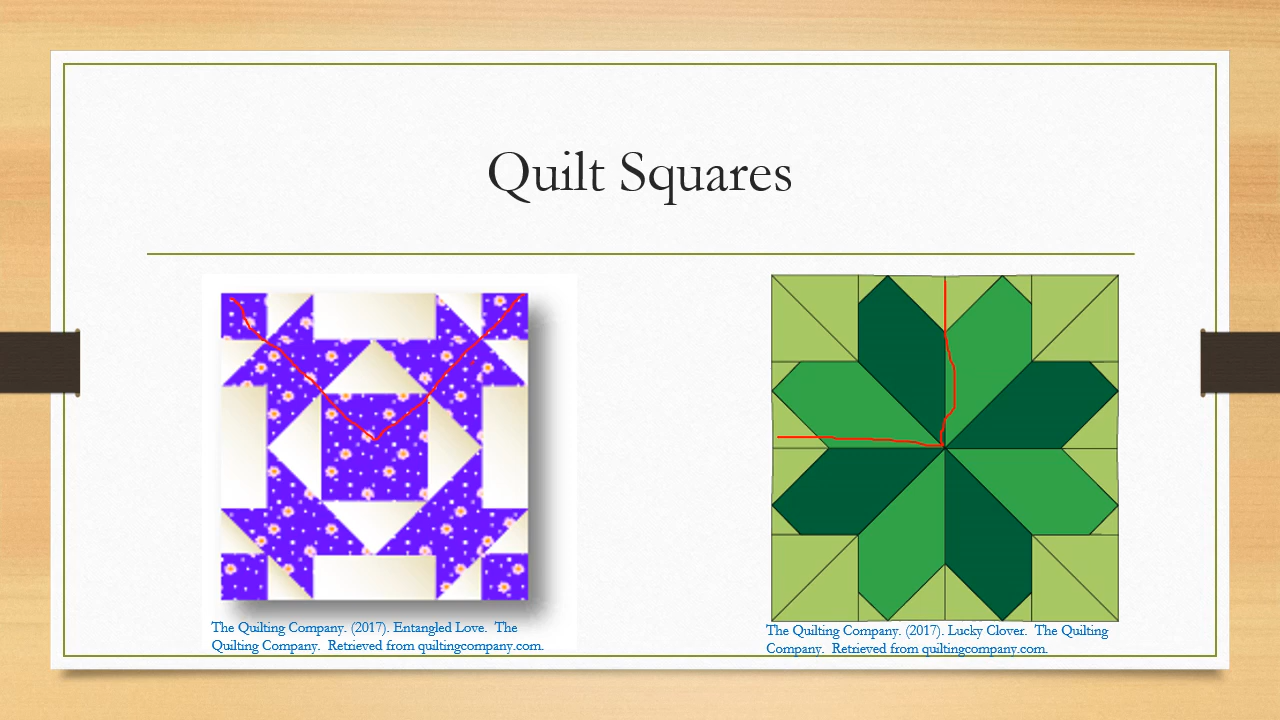 Quilt Squares
The Quilting Company. (2017). Entangled Love.  The
Quilting Company.  Retrieved from quiltingcompany.com.
The Quilting Company. (2017). Lucky Clover.  The Quilting
Company.  Retrieved from quiltingcompany.com.